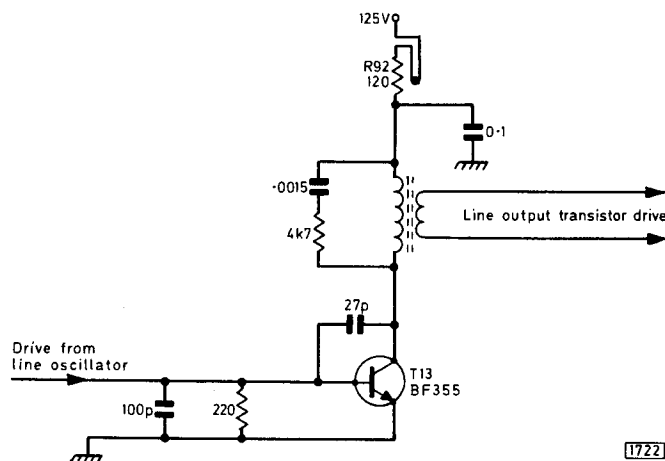 125V
R92
120
0·1
·0015
4k7
Line output transistor drive
27p
Drive from
line oscillator
T13
BF355
100p
220
1722